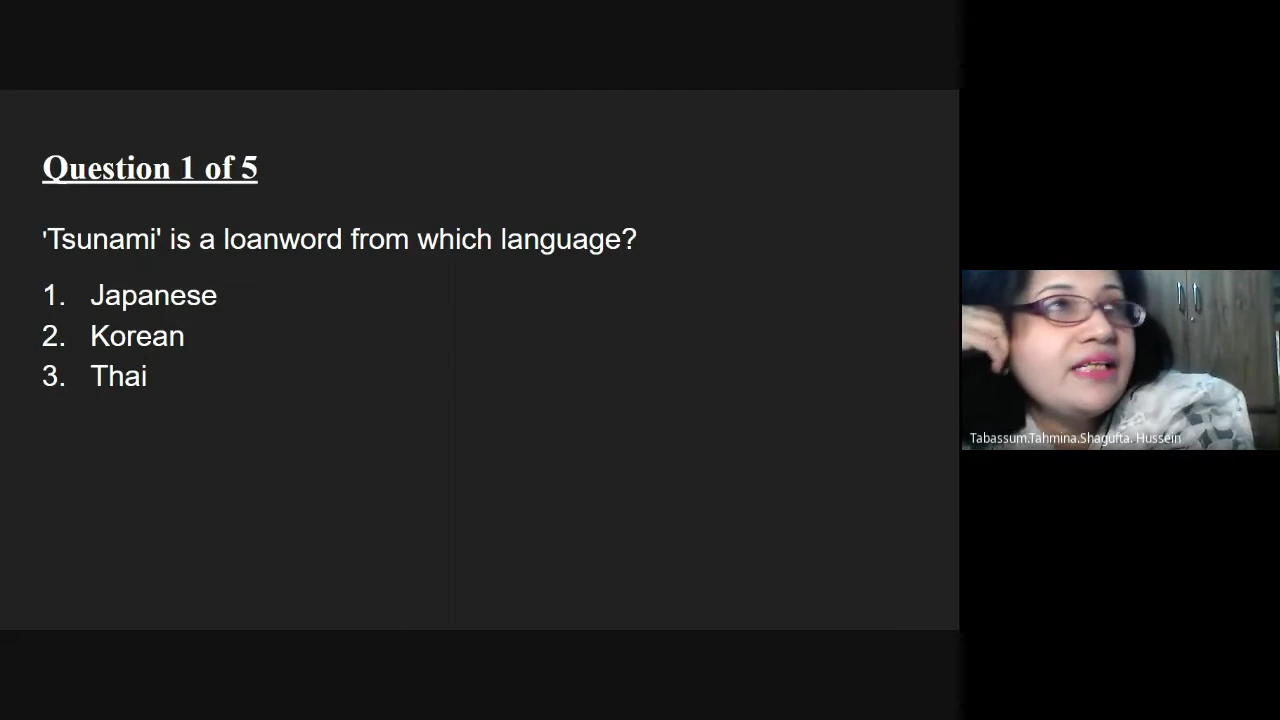 Question 1 of 5
'Tsunami' is a loanword from which language?
1. Japanese
2. Korean
3. Thai
Tabassum.Tahmina.Shagufta. Hussein